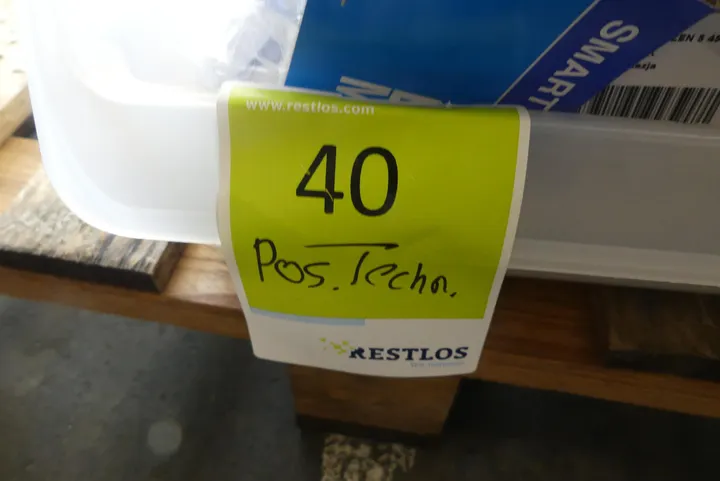 SMART
www.restlos.com
40
Pos. Techn.
RESTLOS